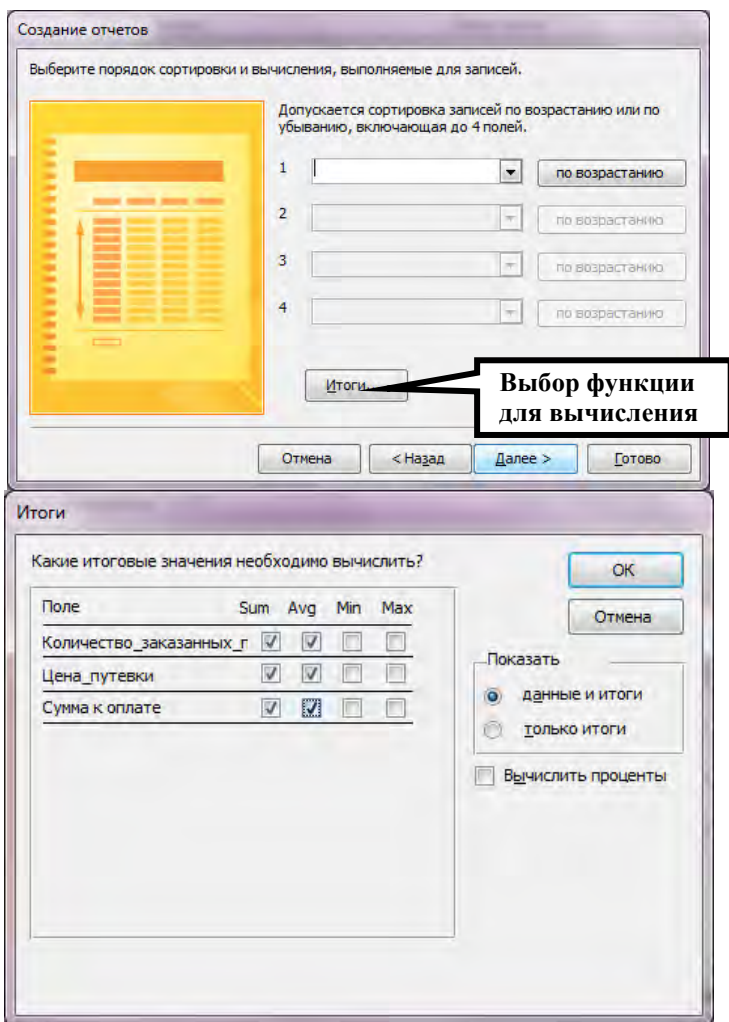 Создание отчетов
Выберите порядок сортировки и вычисления, выполняемые для записей.
Допускается сортировка записей по возрастанию или по
убыванию, включающая до 4 полей.
1 по возрастанию
2 по возрастанию
3 по возрастанию
4 по возрастанию
Итоги...
Выбор функции
для вычисления
Отмена < Назад Далее > Готово
Итоги
Какие итоговые значения необходимо вычислить?
OK
Поле Sum Avg Min Max
Отмена
Количество_заказанных_п
Показать
Цена_путевки
данные и итоги
Сумма к оплате
только итоги
Вычислить проценты